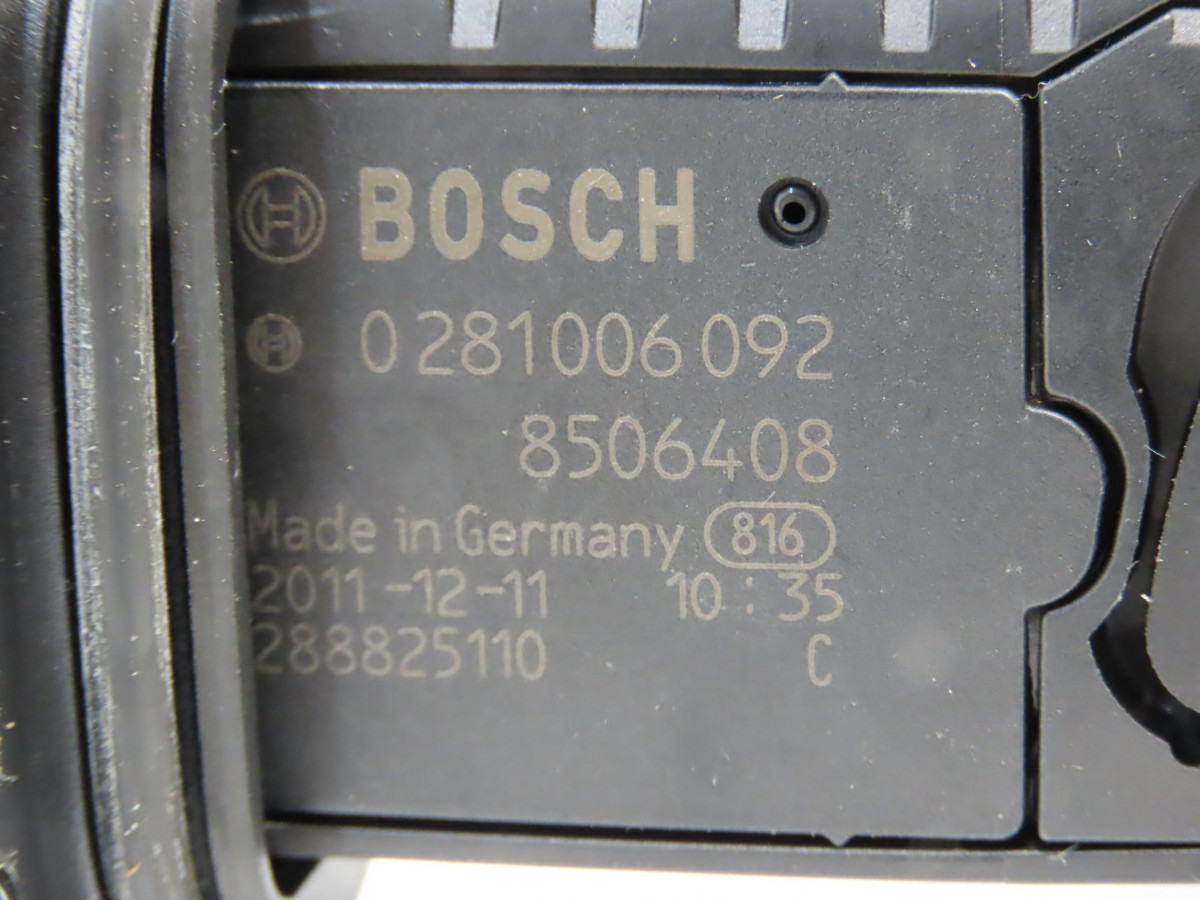 BOSCH
0 281 006 092
8506408
Made in Germany 816
2011-12-11 10:35
288825110 C